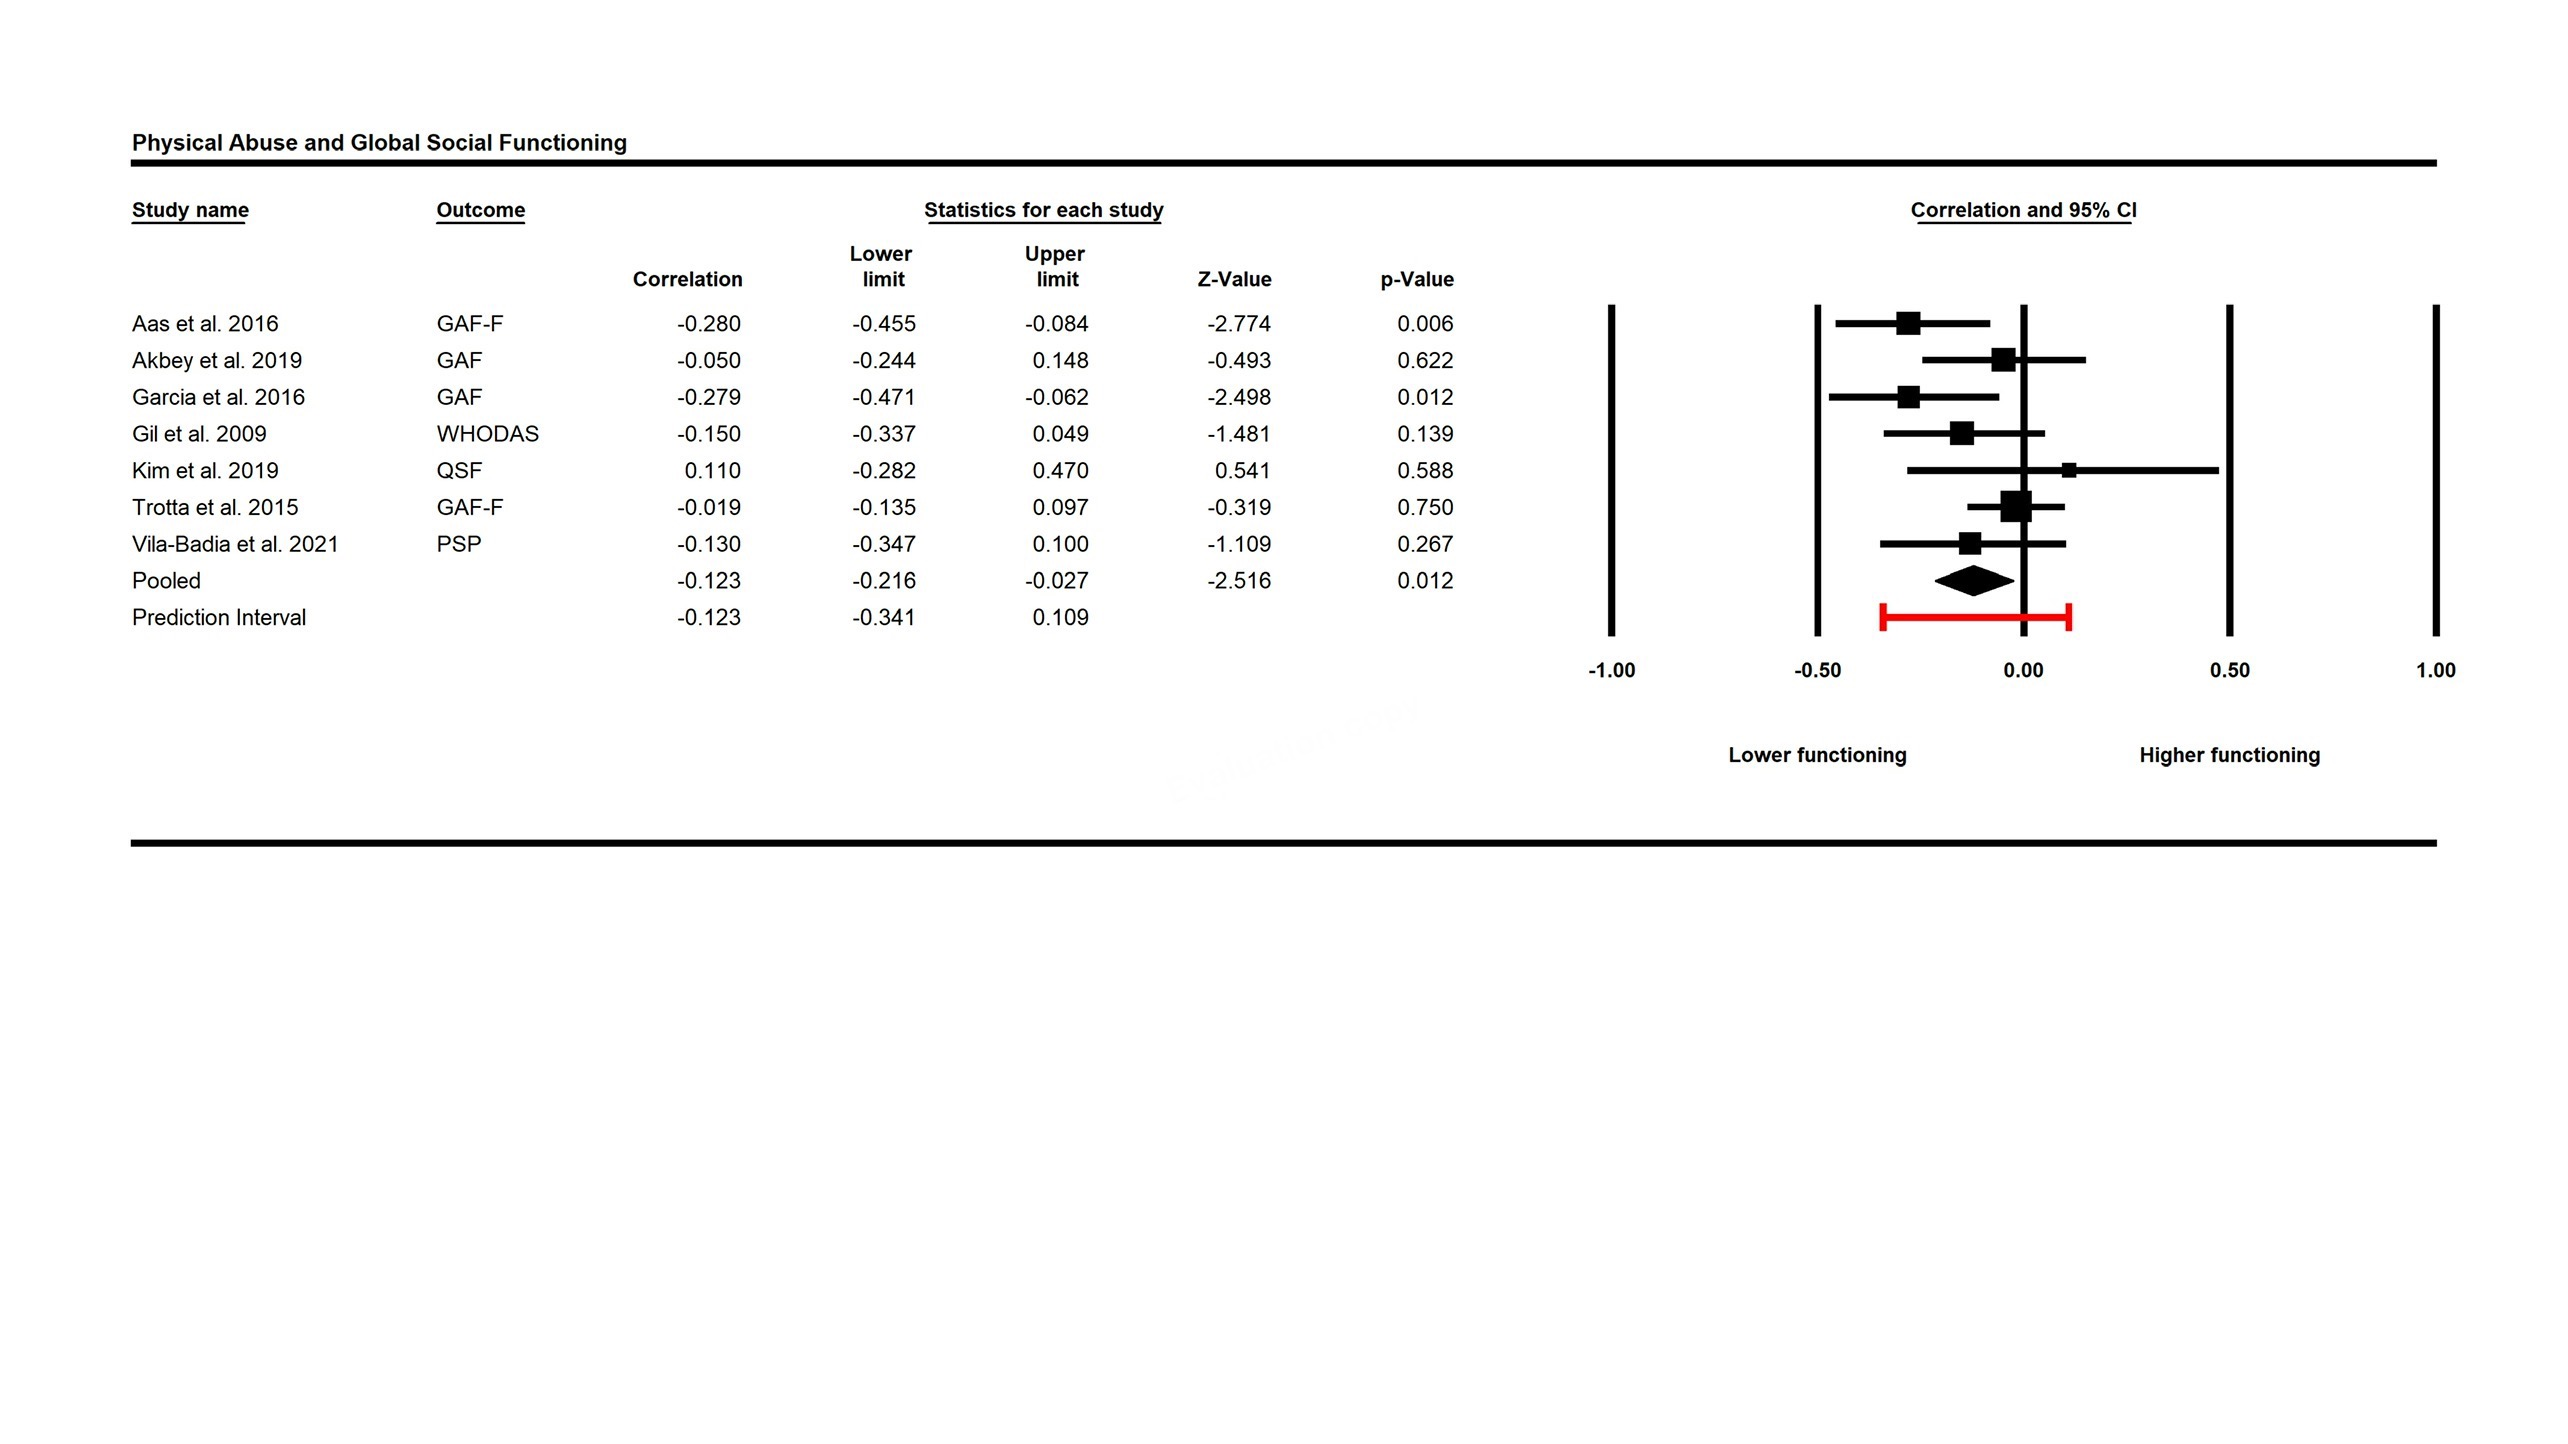 Physical Abuse and Global Social Functioning
Study name Outcome Statistics for each study Correlation and 95% CI
Lower Upper
Correlation limit limit Z-Value p-Value
Aas et al. 2016 GAF-F -0.280 -0.455 -0.084 -2.774 0.006
Akbey et al. 2019 GAF -0.050 -0.244 0.148 -0.493 0.622
Garcia et al. 2016 GAF -0.279 -0.471 -0.062 -2.498 0.012
Gil et al. 2009 WHODAS -0.150 -0.337 0.049 -1.481 0.139
Kim et al. 2019 QSF 0.110 -0.282 0.470 0.541 0.588
Trotta et al. 2015 GAF-F -0.019 -0.135 0.097 -0.319 0.750
Vila-Badia et al. 2021 PSP -0.130 -0.347 0.100 -1.109 0.267
Pooled -0.123 -0.216 -0.027 -2.516 0.012
Prediction Interval -0.123 -0.341 0.109
-1.00 -0.50 0.00 0.50 1.00
Lower functioning Higher functioning